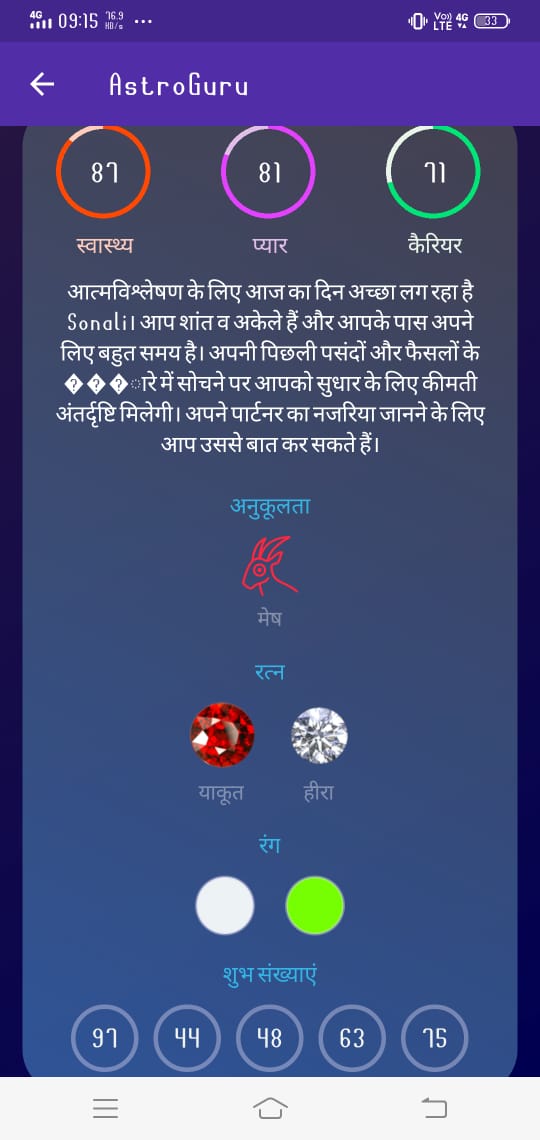 4G 09:15 76.9 KB/s ... Vo) LTE 4G 33
AstroGuru
87 81 71
स्वास्थ्य प्यार कैरियर
आत्मविश्लेषण के लिए आज का दिन अच्छा लग रहा है
Sonali। आप शांत व अकेले हैं और आपके पास अपने
लिए बहुत समय है। अपनी पिछली पसंदों और फैसलों के
���ारे में सोचने पर आपको सुधार के लिए कीमती
अंतर्दृष्टि मिलेगी। अपने पार्टनर का नजरिया जानने के लिए
आप उससे बात कर सकते हैं।
अनुकूलता
मेष
रत्न
याकूत हीरा
रंग
शुभ संख्याएं
97 44 48 63 75